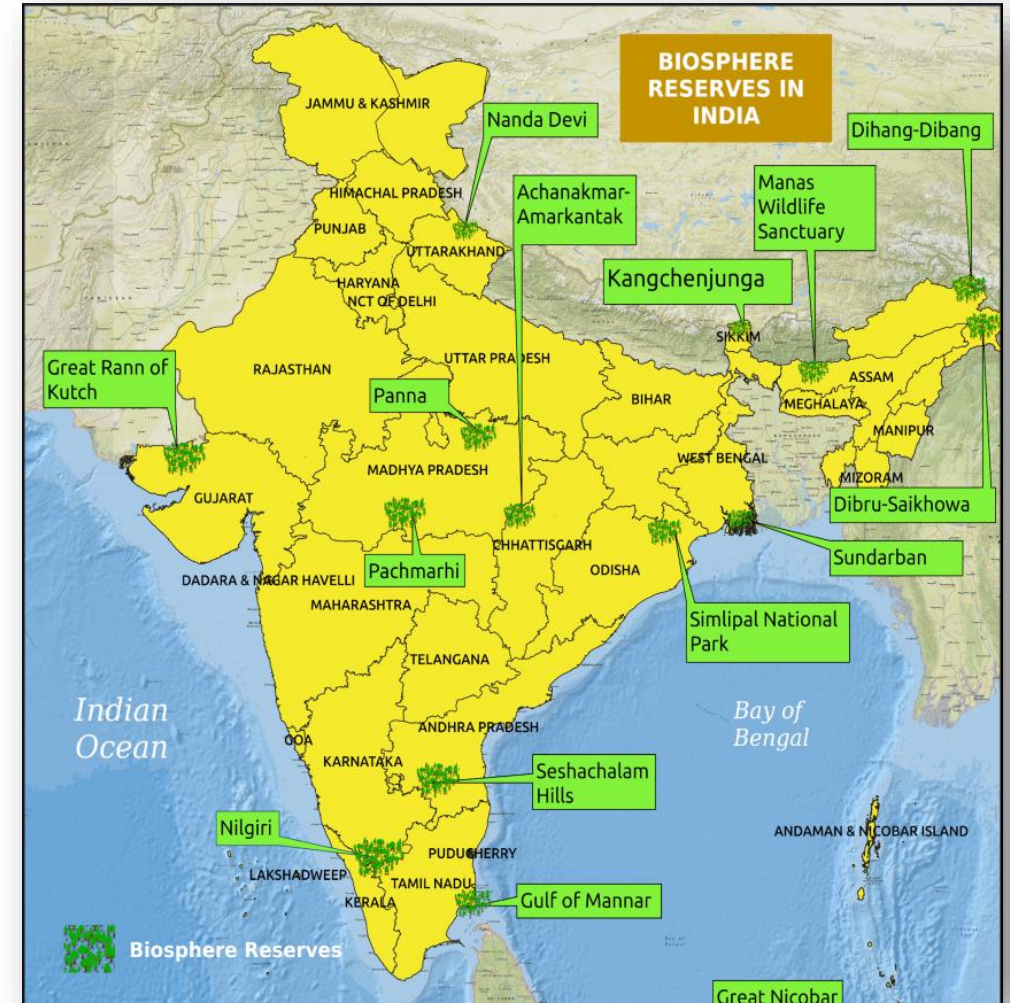 BIOSPHERE
RESERVES IN
INDIA
JAMMU & KASHMIR
Nanda Devi
Dihang-Dibang
HIMACHAL PRADESH
Achanakmar-
Amarkantak
Manas
Wildlife
Sanctuary
PUNJAB
UTTARAKHAND
HARYANA
NCT OF DELHI
Kangchenjunga
SIKKIM
Great Rann of
Kutch
RAJASTHAN
UTTAR PRADESH
Panna
BIHAR
ASSAM
MEGHALAYA
MANIPUR
MADHYA PRADESH
WEST BENGAL
MIZORAM
GUJARAT
Dibru-Saikhowa
CHHATTISGARH
Sundarban
Pachmarhi
ODISHA
DADARA & NAGAR HAVELLI
MAHARASHTRA
Simlipal National
Park
TELANGANA
Indian
Ocean
Bay of
Bengal
ANDHRA PRADESH
GOA
KARNATAKA
Seshachalam
Hills
Nilgiri
ANDAMAN & NICOBAR ISLAND
PUDUCHERRY
LAKSHADWEEP
TAMIL NADU
KERALA
Gulf of Mannar
Biosphere Reserves
Great Nicobar